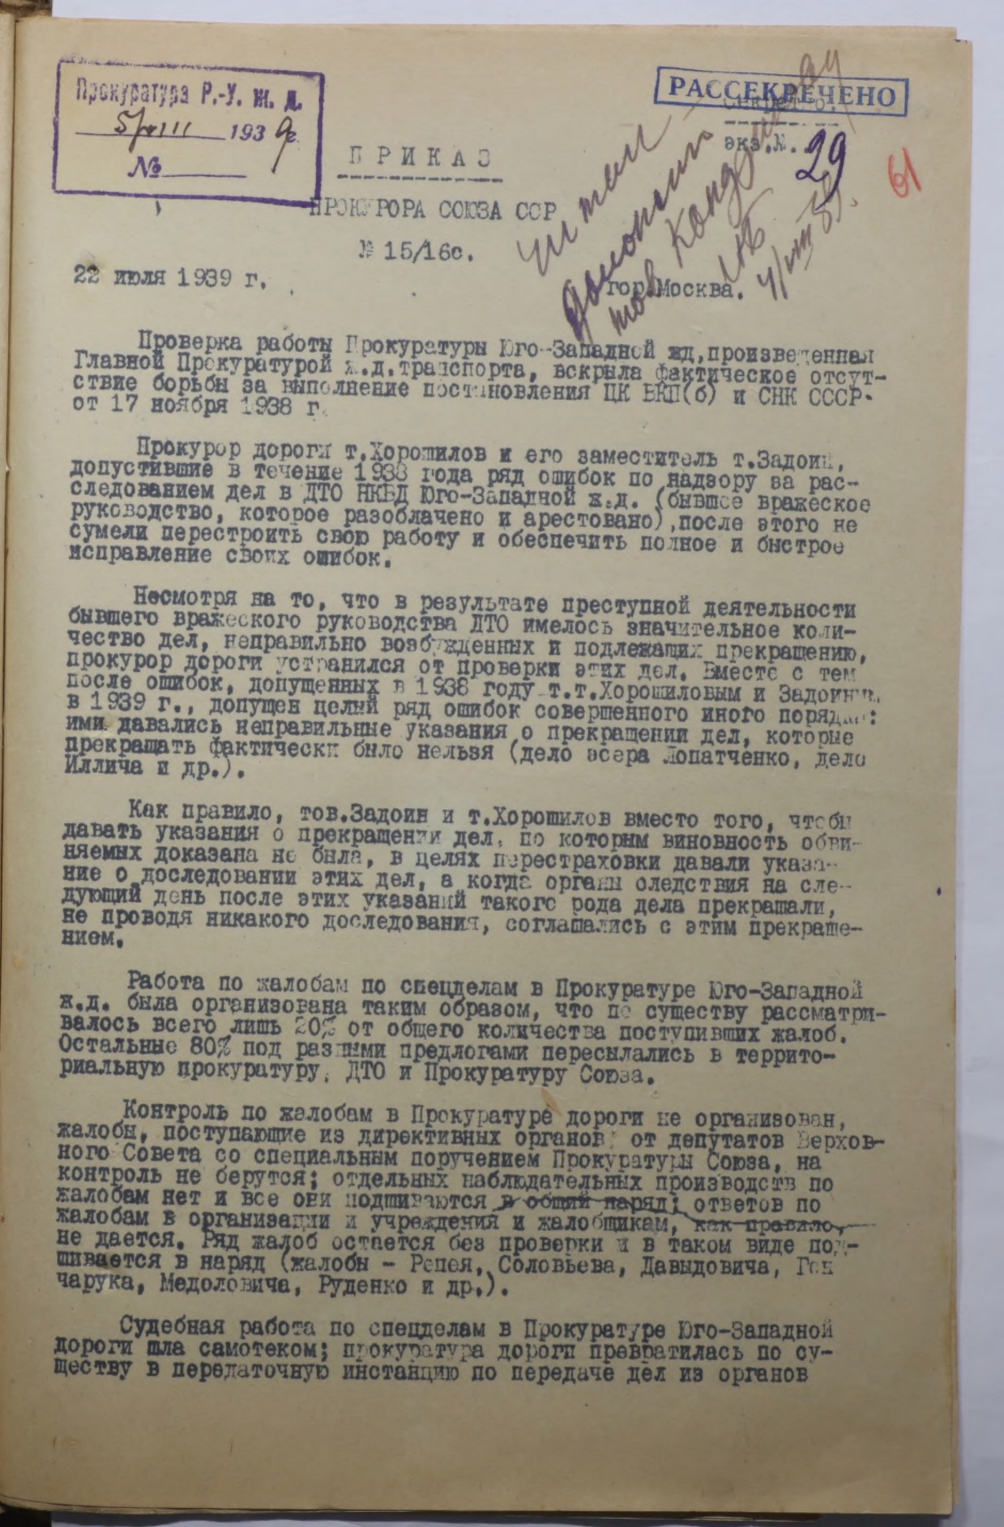 Прокуратура Р.-У. ж. д.
5/VIII 1939 г.
№
РАССЕКРЕЧЕНО
Секретно.
экз.№ 29
61
ПРИКАЗ
ПРОКУРОРА СОЮЗА ССР
№ 15/16с.
22 июля 1939 г.
гор.Москва.
Проверка работы Прокуратуры Юго-Западной жд,произведенная
Главной Прокуратурой ж.д.транспорта, вскрыла фактическое отсут-
ствие борьбы за выполнение постановления ЦК ВКП(б) и СНК СССР
от 17 ноября 1938 г.
Прокурор дороги т.Хорошилов и его заместитель т.Задоин,
допустившие в течение 1938 года ряд ошибок по надзору за рас-
следованием дел в ДТО НКВД Юго-Западной ж.д. (бывшее вражеское
руководство, которое разоблачено и арестовано),после этого не
сумели перестроить свою работу и обеспечить полное и быстрое
исправление своих ошибок.
Несмотря на то, что в результате преступной деятельности
бывшего вражеского руководства ДТО имелось значительное коли-
чество дел, неправильно возбужденных и подлежащих прекращению,
прокурор дороги устранился от проверки этих дел. Вместе с тем
после ошибок, допущенных в 1938 году т.т.Хорошиловым и Задоиным,
в 1939 г., допущен целый ряд ошибок совершенного иного порядка:
ими давались неправильные указания о прекращении дел, которые
прекращать фактически было нельзя (дело эсера Лопатченко, дело
Иллича и др.).
Как правило, тов.Задоин и т.Хорошилов вместо того, чтобы
давать указания о прекращении дел, по которым виновность обви-
няемых доказана не была, в целях перестраховки давали указа-
ние о доследовании этих дел, а когда органы следствия на сле-
дующий день после этих указаний такого рода дела прекращали,
не проводя никакого доследования, соглашались с этим прекраще-
нием.
Работа по жалобам по спецделам в Прокуратуре Юго-Западной
ж.д. была организована таким образом, что по существу рассматри-
валось всего лишь 20% от общего количества поступивших жалоб.
Остальные 80% под разными предлогами пересылались в террито-
риальную прокуратуру, ДТО и Прокуратуру Союза.
Контроль по жалобам в Прокуратуре дороги не организован,
жалобы, поступающие из директивных органов, от депутатов Верхов-
ного Совета со специальным поручением Прокуратуры Союза, на
контроль не берутся; отдельных наблюдательных производств по
жалобам нет и все они подшиваются в общий наряд; ответов по
жалобам в организации и учреждения и жалобщикам, как правило,
не дается. Ряд жалоб остается без проверки и в таком виде под-
шивается в наряд (жалобы - Репея, Соловьева, Давыдовича, Гон
чарука, Медоловича, Руденко и др.).
Судебная работа по спецделам в Прокуратуре Юго-Западной
дороги шла самотеком; прокуратура дороги превратилась по су-
ществу в передаточную инстанцию по передаче дел из органов